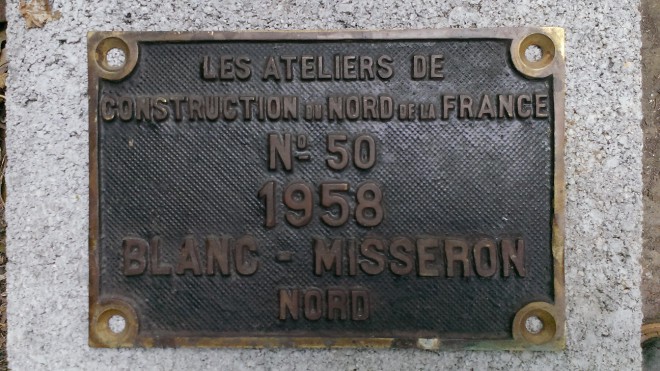 LES ATELIERS DE
CONSTRUCTION DU NORD DE LA FRANCE
Nº 50
1958
BLANC - MISSERON
NORD